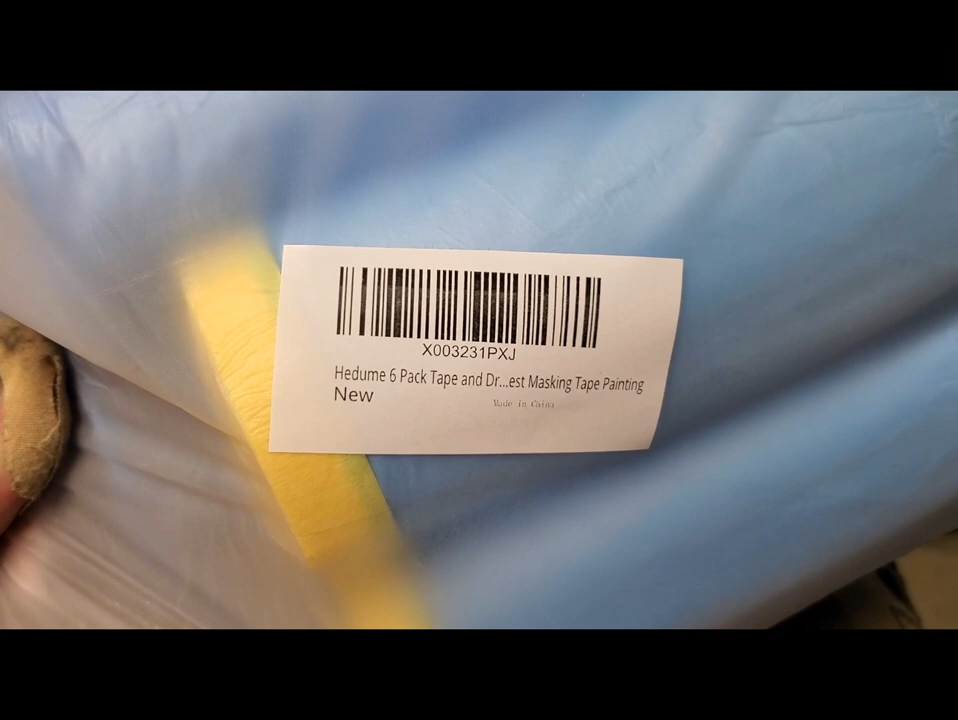 X003231PXJ
Hedume 6 Pack Tape and Dr...est Masking Tape Painting
New
Made in China